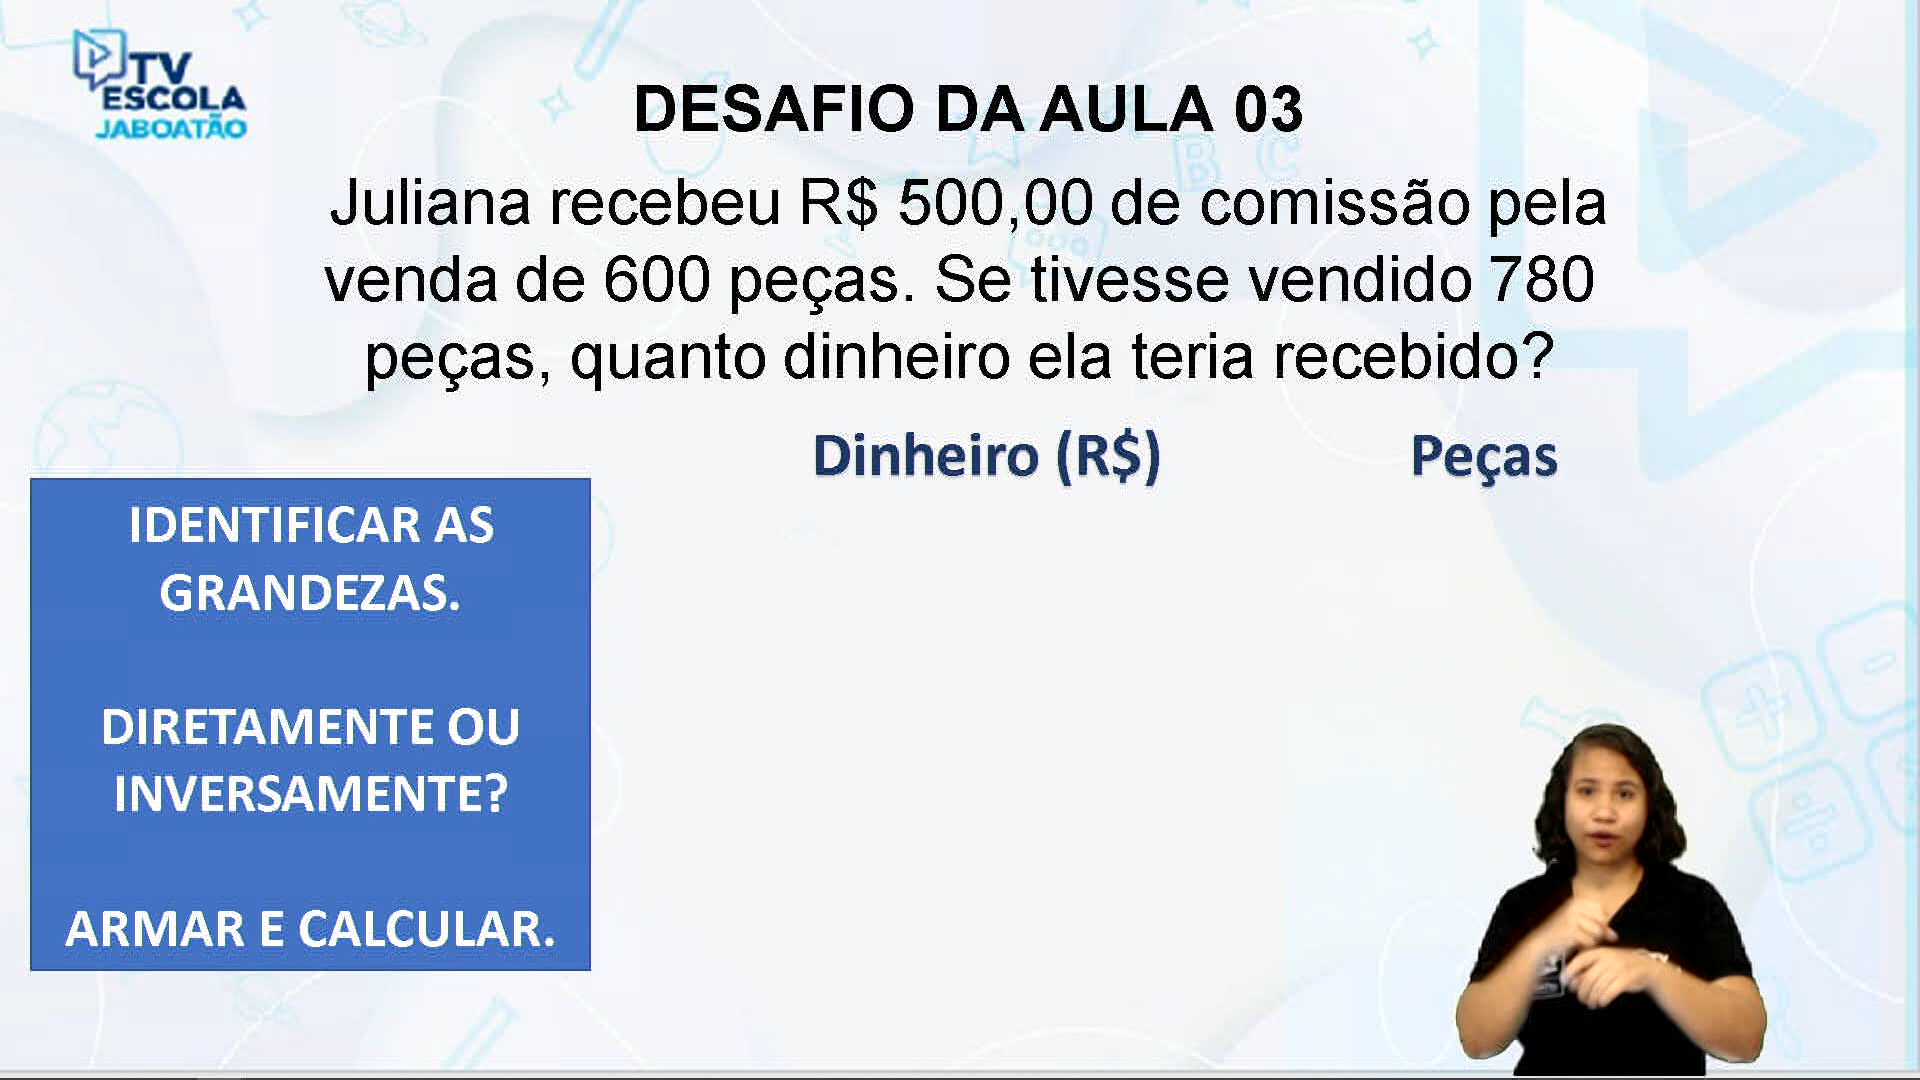 TV
ESCOLA
JABOATÃO
DESAFIO DA AULA 03
Juliana recebeu R$ 500,00 de comissão pela
venda de 600 peças. Se tivesse vendido 780
peças, quanto dinheiro ela teria recebido?
Dinheiro (R$) Peças
IDENTIFICAR AS
GRANDEZAS.
DIRETAMENTE OU
INVERSAMENTE?
ARMAR E CALCULAR.
B C